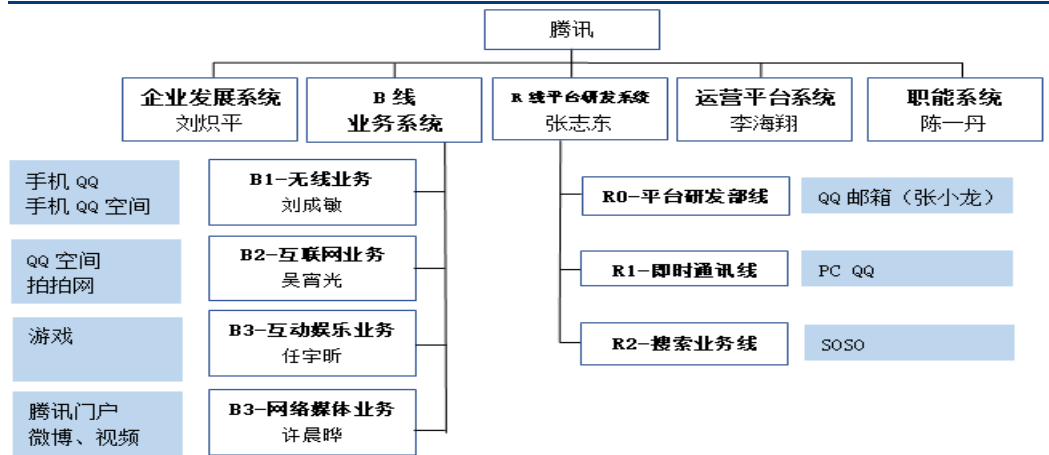 腾讯
企业发展系统
刘炽平
B 线
业务系统
R 线平台研发系统
张志东
运营平台系统
李海翔
职能系统
陈一丹
手机 QQ
手机 QQ 空间
B1-无线业务
刘成敏
QQ 空间
拍拍网
B2-互联网业务
吴宵光
游戏
B3-互动娱乐业务
任宇昕
腾讯门户
微博、视频
B3-网络媒体业务
许晨晔
R0-平台研发部线
QQ 邮箱（张小龙）
R1-即时通讯线
PC QQ
R2-搜索业务线
SOSO